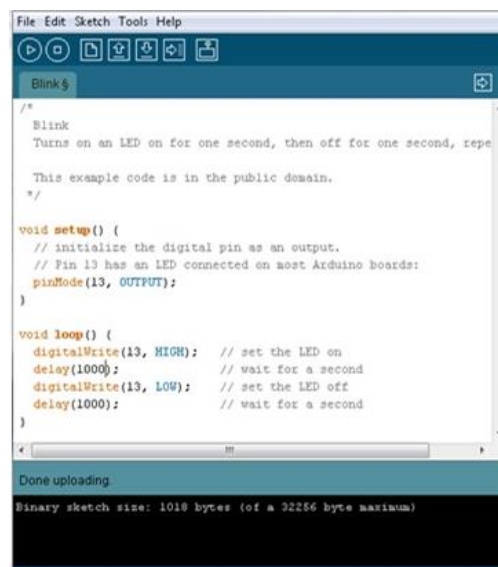 File Edit Sketch Tools Help
Blink §
/*
  Blink
  Turns on an LED on for one second, then off for one second, repe

  This example code is in the public domain.
 */

void setup() {
  // initialize the digital pin as an output.
  // Pin 13 has an LED connected on most Arduino boards:
  pinMode(13, OUTPUT);
}

void loop() {
  digitalWrite(13, HIGH);   // set the LED on
  delay(1000);              // wait for a second
  digitalWrite(13, LOW);    // set the LED off
  delay(1000);              // wait for a second
}
Done uploading.
Binary sketch size: 1018 bytes (of a 32256 byte maximum)